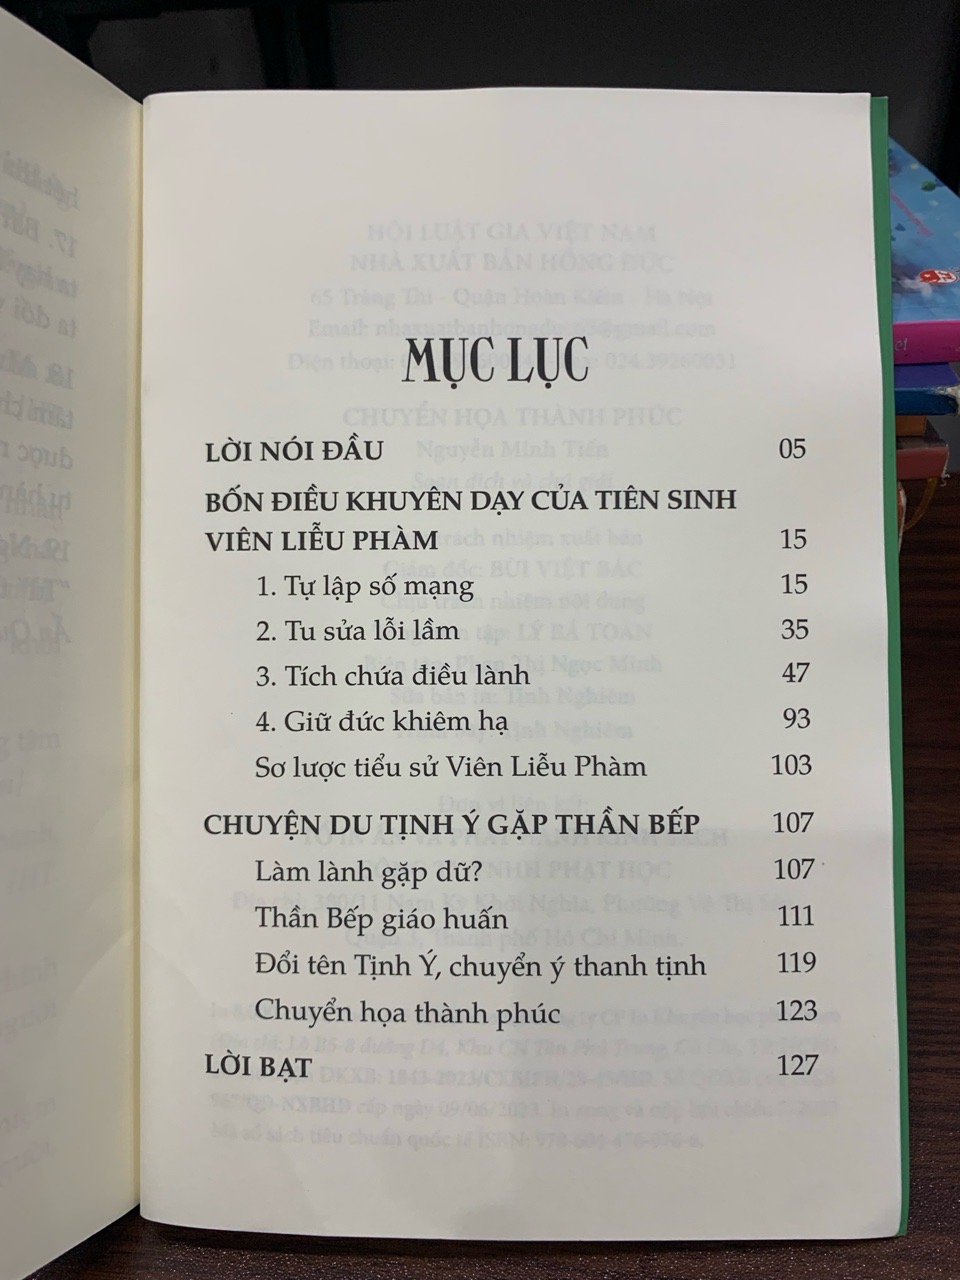 MỤC LỤC
LỜI NÓI ĐẦU 05
BỐN ĐIỀU KHUYÊN DẠY CỦA TIÊN SINH
VIÊN LIỄU PHÀM 15
1. Tự lập số mạng 15
2. Tu sửa lỗi lầm 35
3. Tích chứa điều lành 47
4. Giữ đức khiêm hạ 93
Sơ lược tiểu sử Viên Liễu Phàm 103
CHUYỆN DU TỊNH Ý GẶP THẦN BẾP 107
Làm lành gặp dữ? 107
Thần Bếp giáo huấn 111
Đổi tên Tịnh Ý, chuyển ý thanh tịnh 119
Chuyển họa thành phúc 123
LỜI BẠT 127